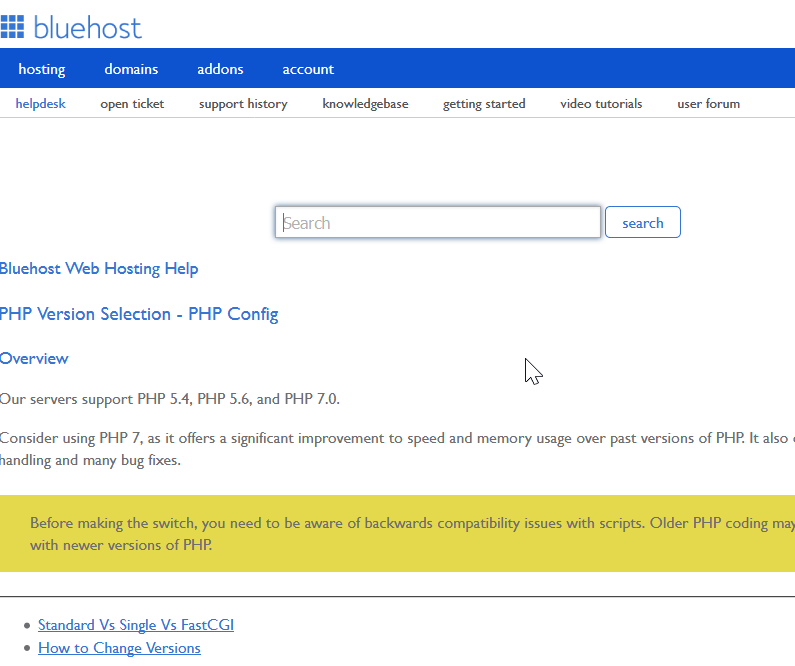 bluehost
hosting domains addons account
helpdesk open ticket support history knowledgebase getting started video tutorials user forum
Search search
Bluehost Web Hosting Help
PHP Version Selection - PHP Config
Overview
Our servers support PHP 5.4, PHP 5.6, and PHP 7.0.
Consider using PHP 7, as it offers a significant improvement to speed and memory usage over past versions of PHP. It also
handling and many bug fixes.
Before making the switch, you need to be aware of backwards compatibility issues with scripts. Older PHP coding may
with newer versions of PHP.
Standard Vs Single Vs FastCGI
How to Change Versions